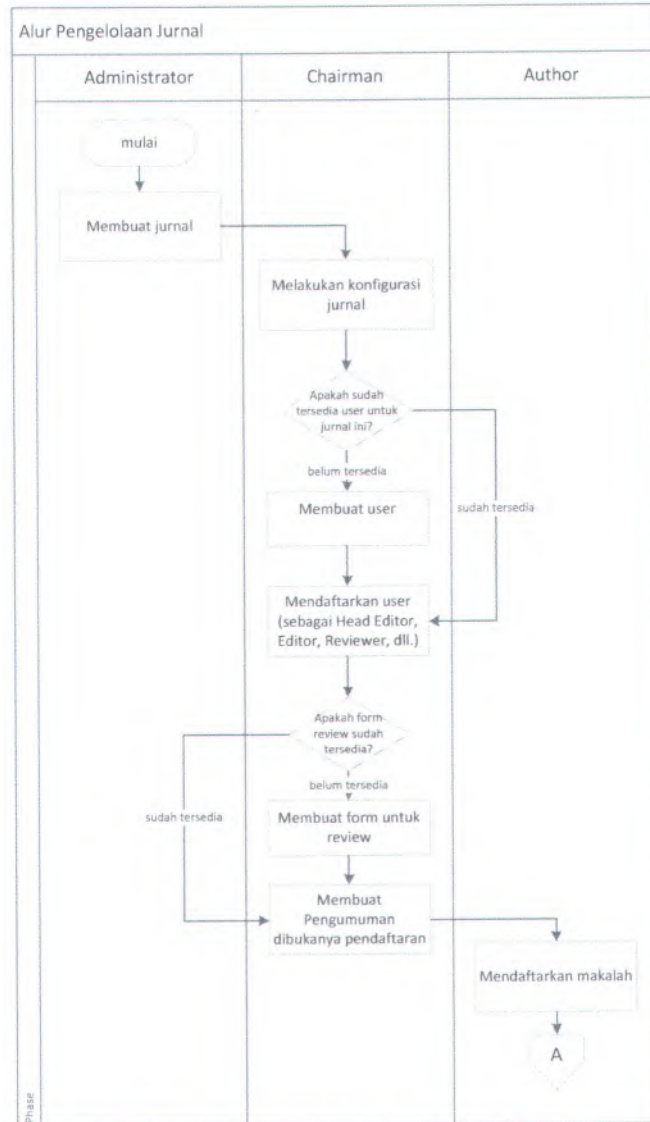 Alur Pengelolaan Jurnal
Administrator
Chairman
Author
mulai
Membuat jurnal
Melakukan konfigurasi
jurnal
Apakah sudah
tersedia user untuk
jurnal ini?
belum tersedia
Membuat user
sudah tersedia
Mendaftarkan user
(sebagai Head Editor,
Editor, Reviewer, dll.)
Apakah form
review sudah
tersedia?
belum tersedia
sudah tersedia
Membuat form untuk
review
Membuat
Pengumuman
dibukanya pendaftaran
Mendaftarkan makalah
A
Phase